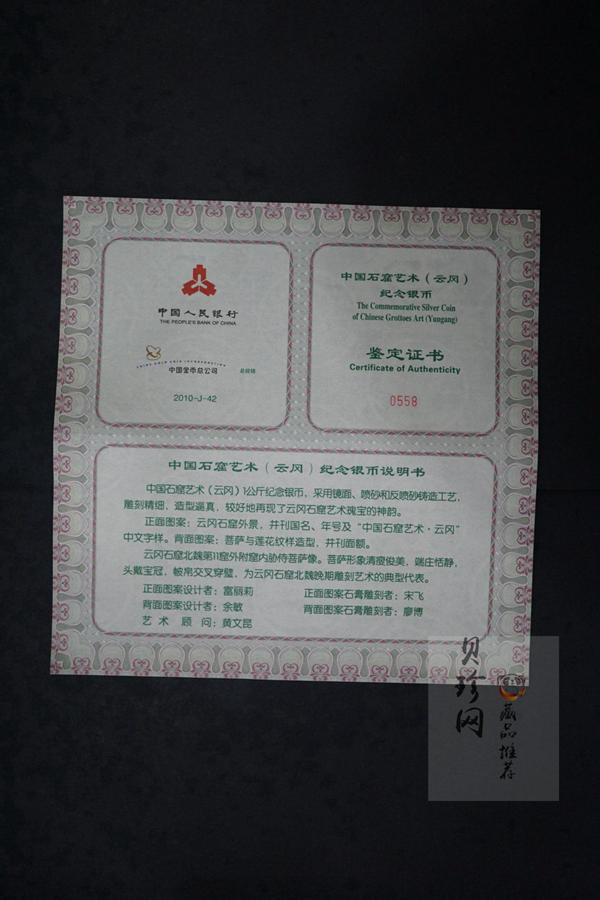 中国人民银行
THE PEOPLE'S BANK OF CHINA
CHINA GOLD COIN INCORPORATION
中国金币总公司 总经销
2010-J-42
中国石窟艺术（云冈）
纪念银币
The Commemorative Silver Coin
of Chinese Grottoes Art (Yungang)
鉴定证书
Certificate of Authenticity
0558
中国石窟艺术（云冈）纪念银币说明书
中国石窟艺术（云冈）1公斤纪念银币，采用镜面、喷砂和反喷砂铸造工艺，
雕刻精细，造型逼真，较好地再现了云冈石窟艺术瑰宝的神韵。
正面图案：云冈石窟外景，并刊国名、年号及“中国石窟艺术·云冈”
中文字样。背面图案：菩萨与莲花纹样造型，并刊面额。
云冈石窟北魏第11窟外附窟内胁侍菩萨像。菩萨形象清瘦俊美，端庄恬静，
头戴宝冠，帔帛交叉穿璧，为云冈石窟北魏晚期雕刻艺术的典型代表。
正面图案设计者：富丽莉 正面图案石膏雕刻者：宋飞
背面图案设计者：余敏 背面图案石膏雕刻者：廖博
艺术顾问：黄文昆
贝珍网
藏品推荐